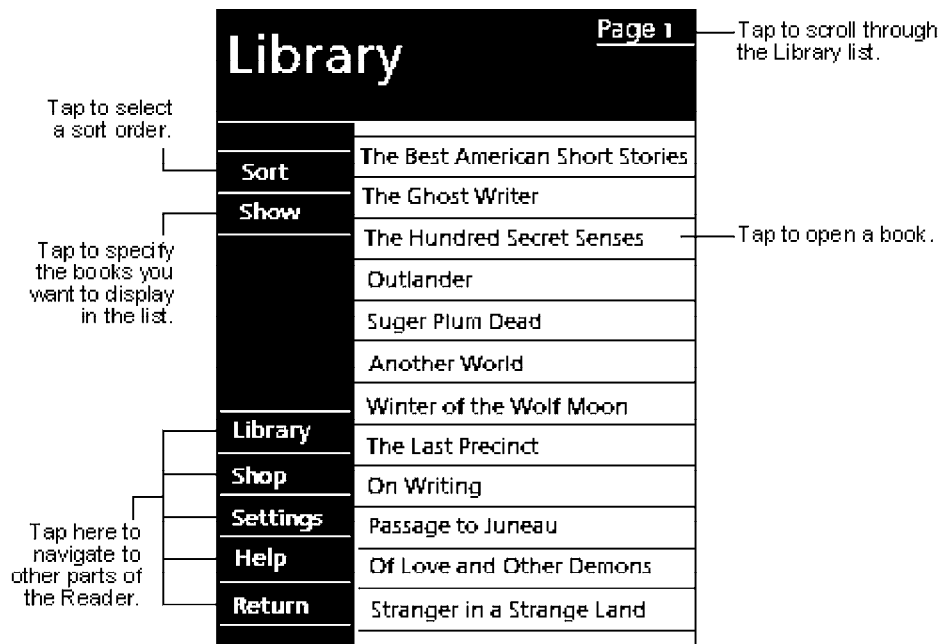 Library
Page 1
Tap to scroll through
the Library list.
Tap to select
a sort order.
Sort
Show
Tap to specify
the books you
want to display
in the list.
The Best American Short Stories
The Ghost Writer
The Hundred Secret Senses
Tap to open a book.
Outlander
Suger Plum Dead
Another World
Winter of the Wolf Moon
The Last Precinct
On Writing
Passage to Juneau
Of Love and Other Demons
Stranger in a Strange Land
Library
Shop
Settings
Help
Return
Tap here to
navigate to
other parts of
the Reader.